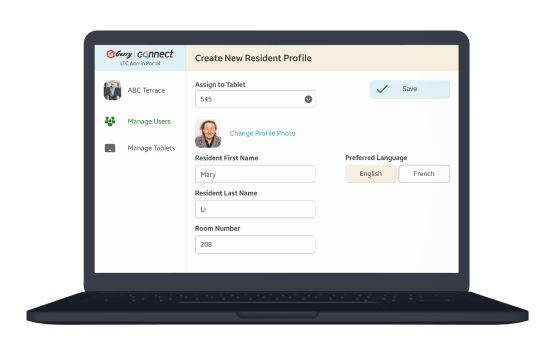 Gerry connect
LTC Admin Portal
ABC Terrace
Manage Users
Manage Tablets
Create New Resident Profile
Assign to Tablet
545
Save
Change Profile Photo
Resident First Name
Mary
Preferred Language
English French
Resident Last Name
Li
Room Number
208